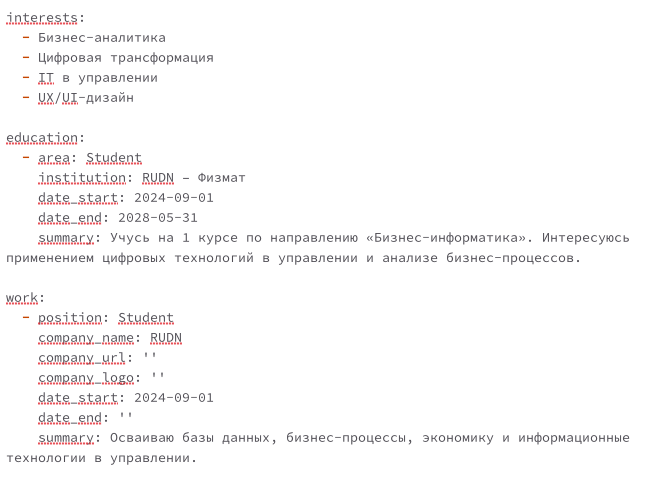 interests:
- Бизнес-аналитика
- Цифровая трансформация
- IT в управлении
- UX/UI-дизайн
education:
- area: Student
institution: RUDN – Физмат
date_start: 2024-09-01
date_end: 2028-05-31
summary: Учусь на 1 курсе по направлению «Бизнес-информатика». Интересуюсь
применением цифровых технологий в управлении и анализе бизнес-процессов.
work:
- position: Student
company_name: RUDN
company_url: ''
company_logo: ''
date_start: 2024-09-01
date_end: ''
summary: Осваиваю базы данных, бизнес-процессы, экономику и информационные
технологии в управлении.